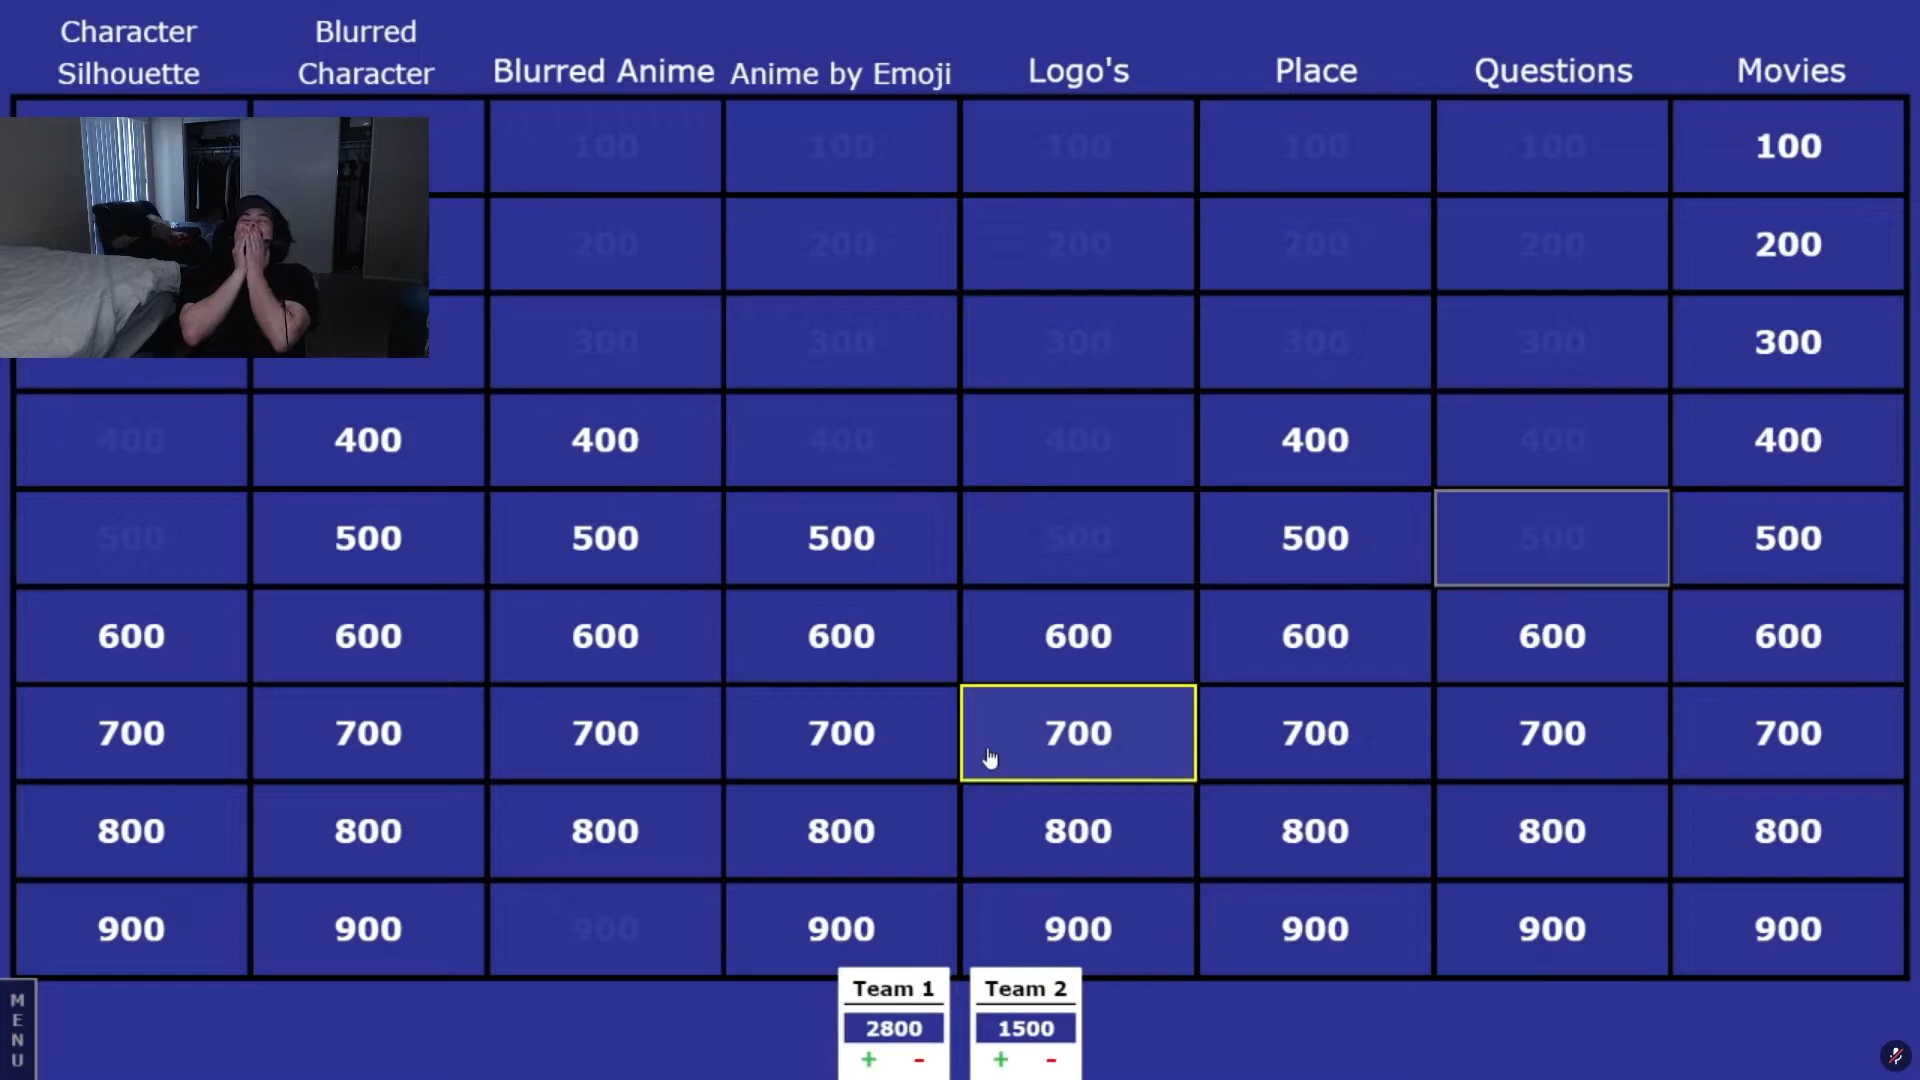 Character Silhouette
Blurred Character
Blurred Anime
Anime by Emoji
Logo's
Place
Questions
Movies
100 100 100 100 100 100
200 200 200 200 200 200
300 300 300 300 300 300
400 400 400 400 400 400 400 400
500 500 500 500 500 500 500 500
600 600 600 600 600 600 600 600
700 700 700 700 700 700 700 700
800 800 800 800 800 800 800 800
900 900 900 900 900 900 900 900
MENU
Team 1
2800
+ -
Team 2
1500
+ -